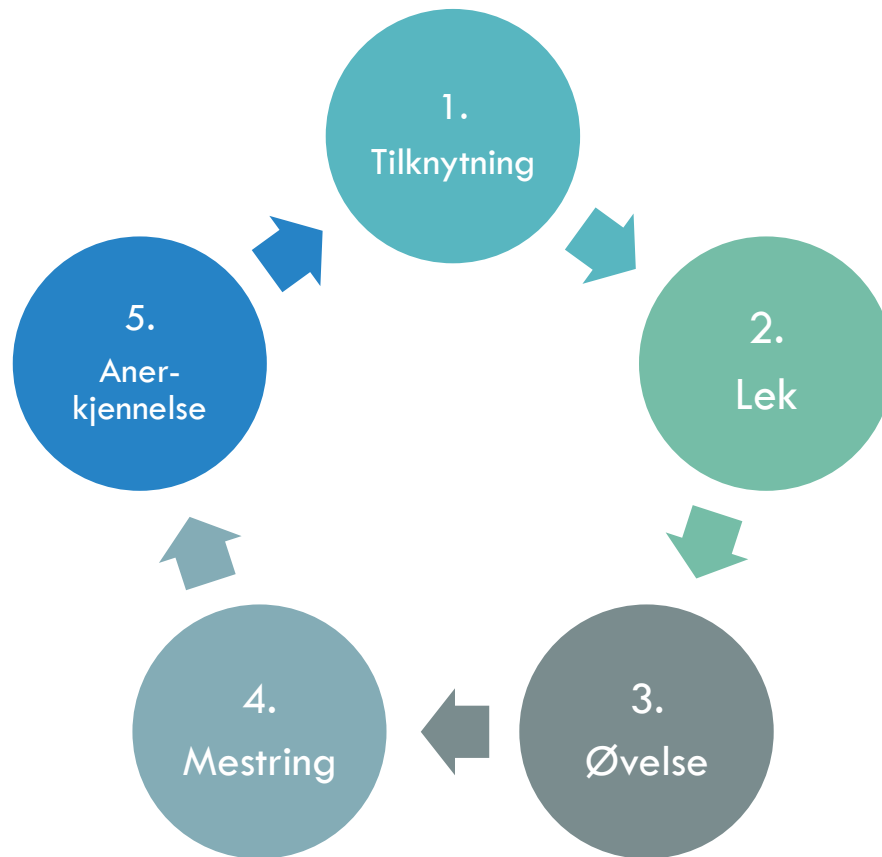 1.
Tilknytning
2.
Lek
3.
Øvelse
4.
Mestring
5.
Aner-
kjennelse